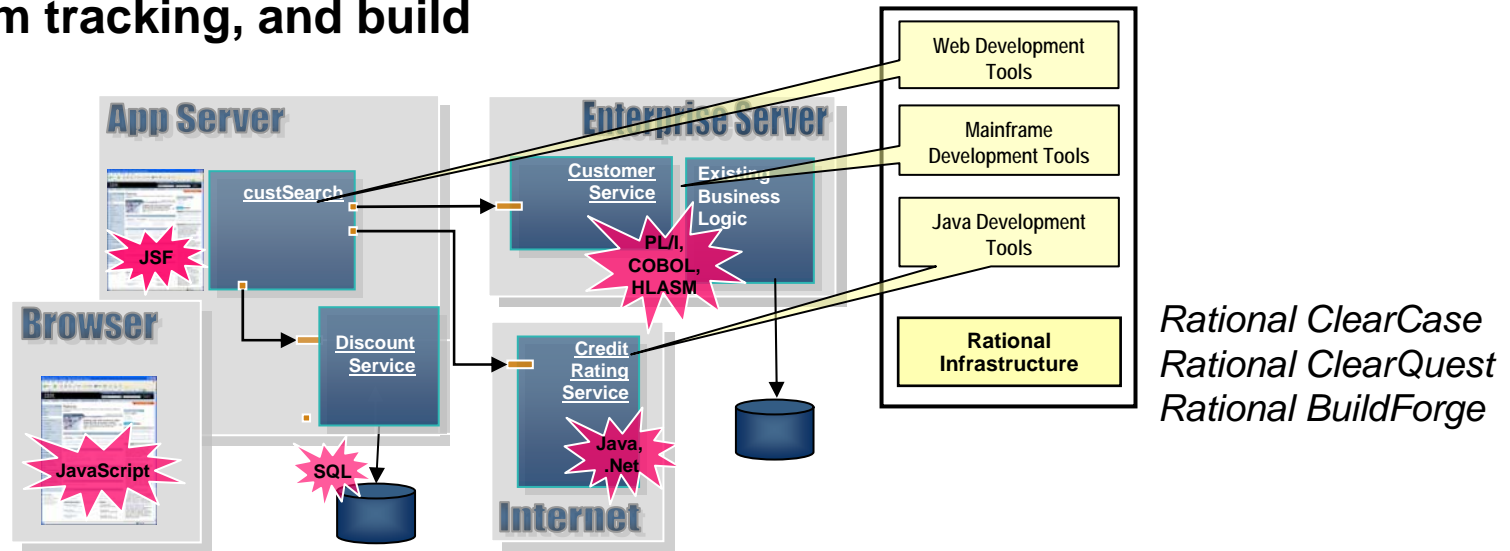 m tracking, and build
App Server
custSearch
JSF
Discount
Service
SQL
Browser
JavaScript
Enterprise Server
Customer
Service
Existing
Business
Logic
PL/I,
COBOL,
HLASM
Credit
Rating
Service
Java,
.Net
Internet
Web Development
Tools
Mainframe
Development Tools
Java Development
Tools
Rational
Infrastructure
Rational ClearCase
Rational ClearQuest
Rational BuildForge